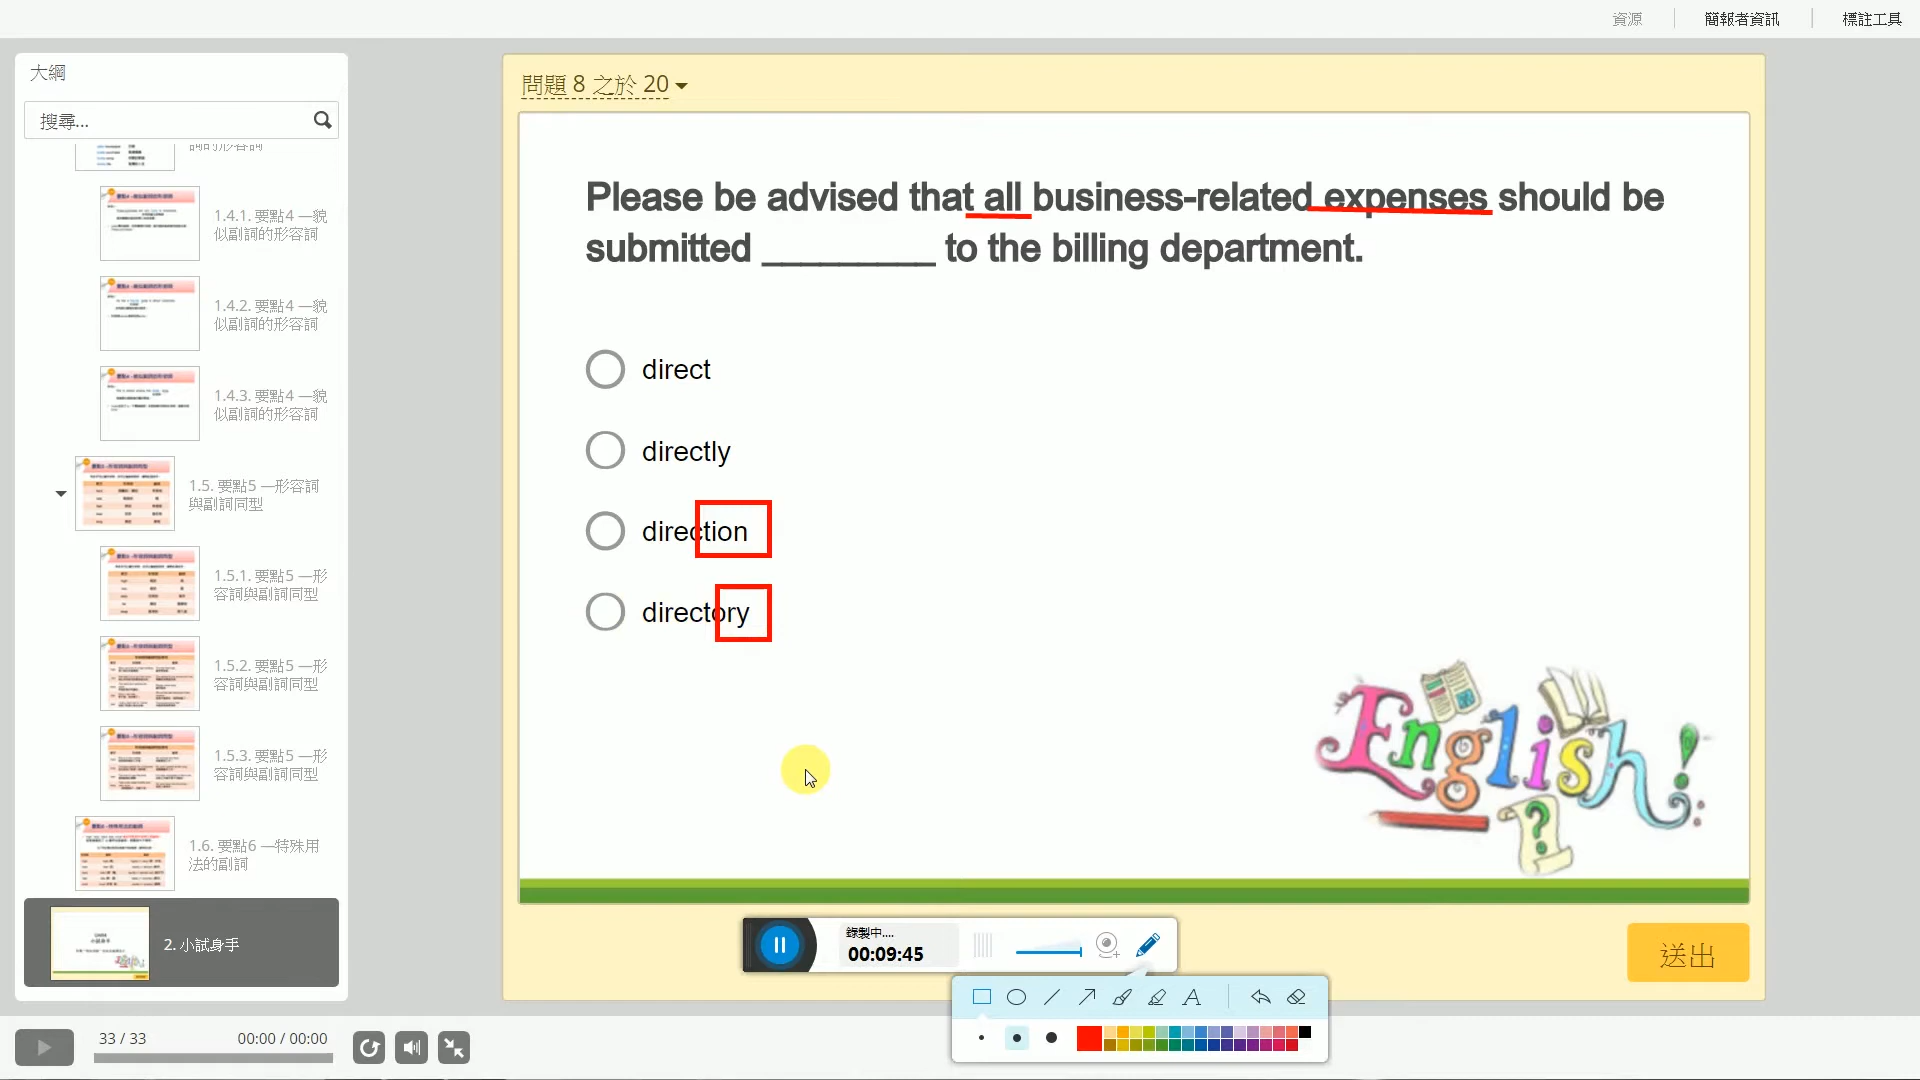 資源
簡報者資訊
標註工具
大綱
搜尋...
詞的形容詞
1.4.1. 要點4 —貌
似副詞的形容詞
1.4.2. 要點4 —貌
似副詞的形容詞
1.4.3. 要點4 —貌
似副詞的形容詞
1.5. 要點5 —形容詞
與副詞同型
1.5.1. 要點5 —形
容詞與副詞同型
1.5.2. 要點5 —形
容詞與副詞同型
1.5.3. 要點5 —形
容詞與副詞同型
1.6. 要點6 —特殊用
法的副詞
2. 小試身手
問題 8 之於 20
Please be advised that all business-related expenses should be
submitted _________ to the billing department.
direct
directly
direction
directory
English!
?
錄製中....
00:09:45
送出
A
33 / 33
00:00 / 00:00